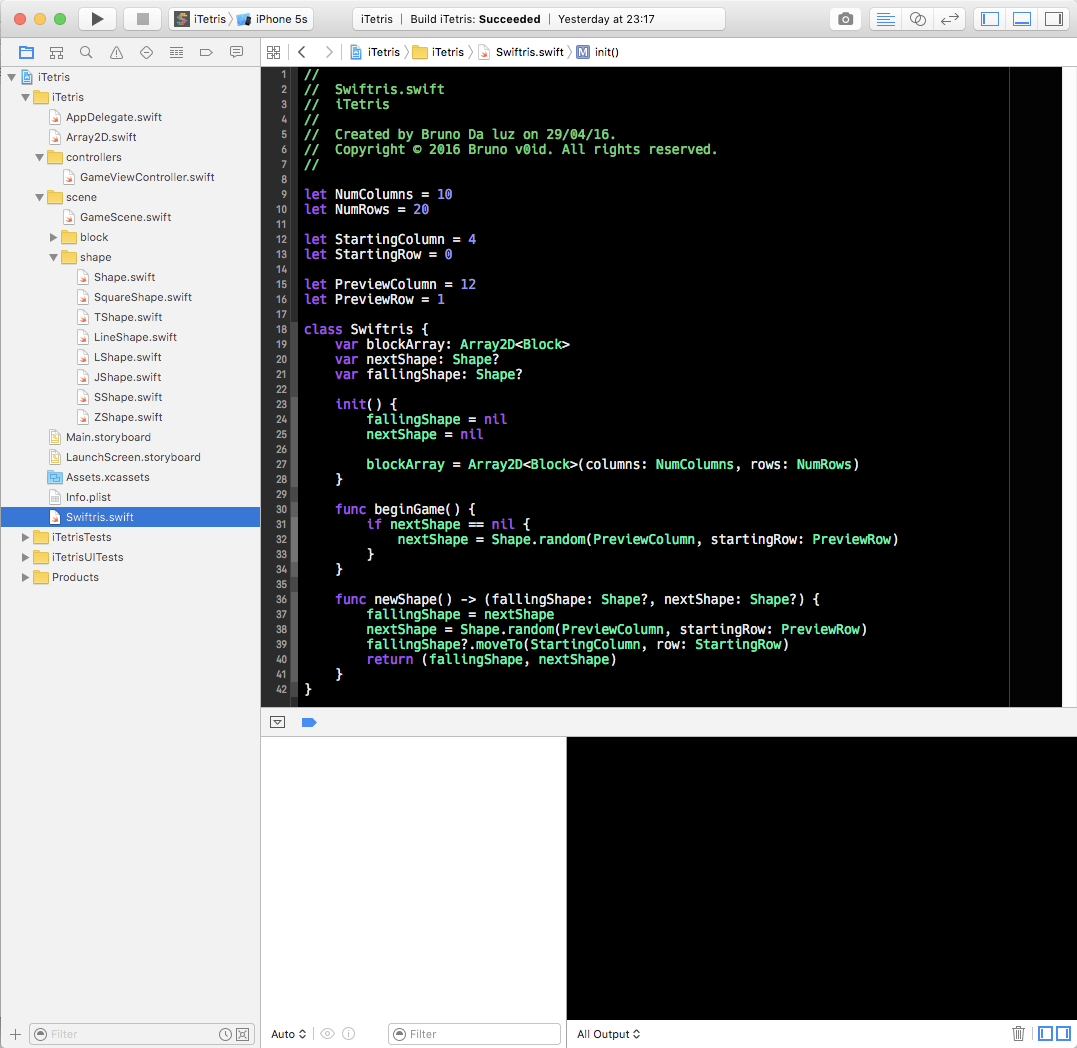 iTetris iPhone 5s iTetris | Build iTetris: Succeeded | Yesterday at 23:17
iTetris iTetris Swiftris.swift M init()
iTetris
iTetris
AppDelegate.swift
Array2D.swift
controllers
GameViewController.swift
scene
GameScene.swift
block
shape
Shape.swift
SquareShape.swift
TShape.swift
LineShape.swift
LShape.swift
JShape.swift
SShape.swift
ZShape.swift
Main.storyboard
LaunchScreen.storyboard
Assets.xcassets
Info.plist
Swiftris.swift
iTetrisTests
iTetrisUITests
Products
Filter
1 //
2 //  Swiftris.swift
3 //  iTetris
4 //
5 //  Created by Bruno Da luz on 29/04/16.
6 //  Copyright © 2016 Bruno v0id. All rights reserved.
7 //
8
9 let NumColumns = 10
10 let NumRows = 20
11
12 let StartingColumn = 4
13 let StartingRow = 0
14
15 let PreviewColumn = 12
16 let PreviewRow = 1
17
18 class Swiftris {
19     var blockArray: Array2D<Block>
20     var nextShape: Shape?
21     var fallingShape: Shape?
22
23     init() {
24         fallingShape = nil
25         nextShape = nil
26
27         blockArray = Array2D<Block>(columns: NumColumns, rows: NumRows)
28     }
29
30     func beginGame() {
31         if nextShape == nil {
32             nextShape = Shape.random(PreviewColumn, startingRow: PreviewRow)
33         }
34     }
35
36     func newShape() -> (fallingShape: Shape?, nextShape: Shape?) {
37         fallingShape = nextShape
38         nextShape = Shape.random(PreviewColumn, startingRow: PreviewRow)
39         fallingShape?.moveTo(StartingColumn, row: StartingRow)
40         return (fallingShape, nextShape)
41     }
42 }
Auto Filter All Output